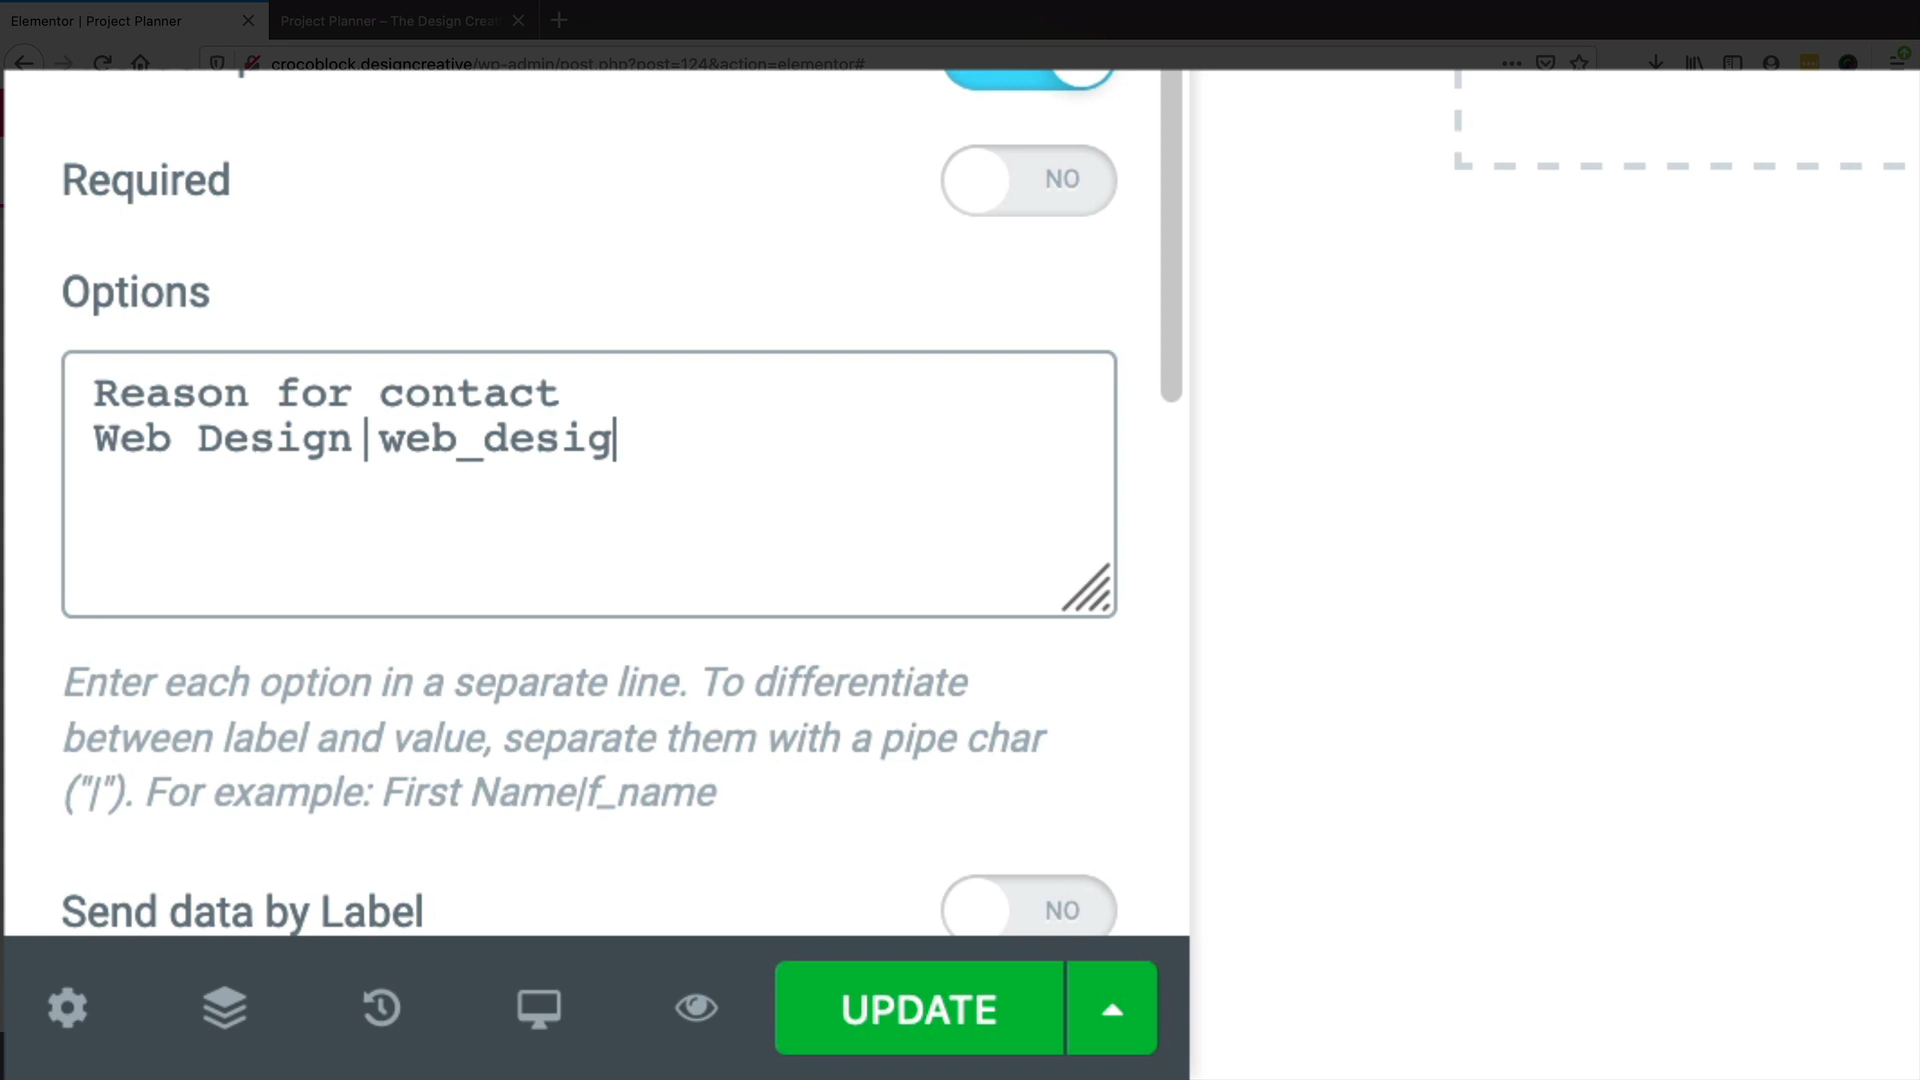 Elementor | Project Planner
Project Planner – The Design Creat
crocoblock.designcreative/wp-admin/post.php?post=124&action=elementor#
Required
NO
Options
Reason for contact
Web Design|web_desig
Enter each option in a separate line. To differentiate
between label and value, separate them with a pipe char
("|"). For example: First Name|f_name
Send data by Label
NO
UPDATE